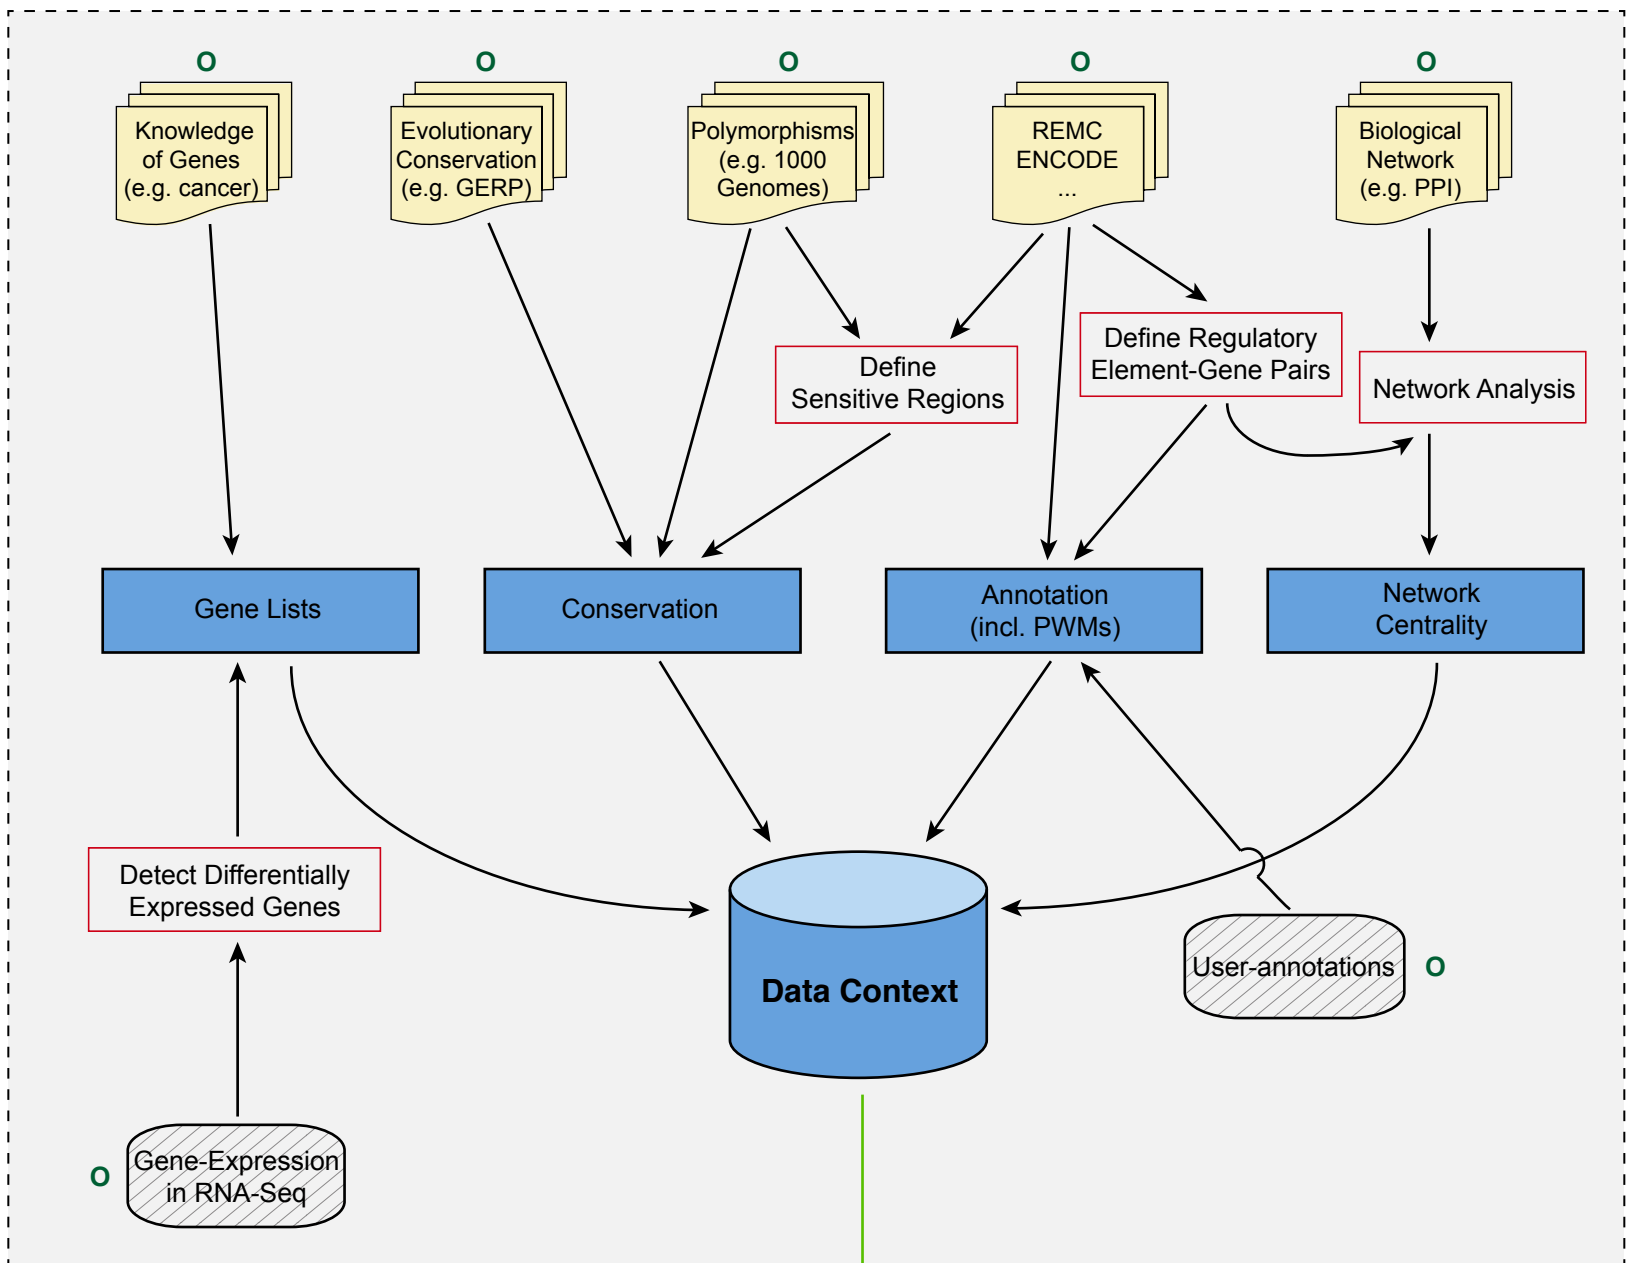 O
O
O
O
O
Knowledge
of Genes
(e.g. cancer)
Evolutionary
Conservation
(e.g. GERP)
Polymorphisms
(e.g. 1000
Genomes)
REMC
ENCODE
...
Biological
Network
(e.g. PPI)
Define
Sensitive Regions
Define Regulatory
Element-Gene Pairs
Network Analysis
Gene Lists
Conservation
Annotation
(incl. PWMs)
Network
Centrality
Detect Differentially
Expressed Genes
Data Context
User-annotations
O
O
Gene-Expression
in RNA-Seq